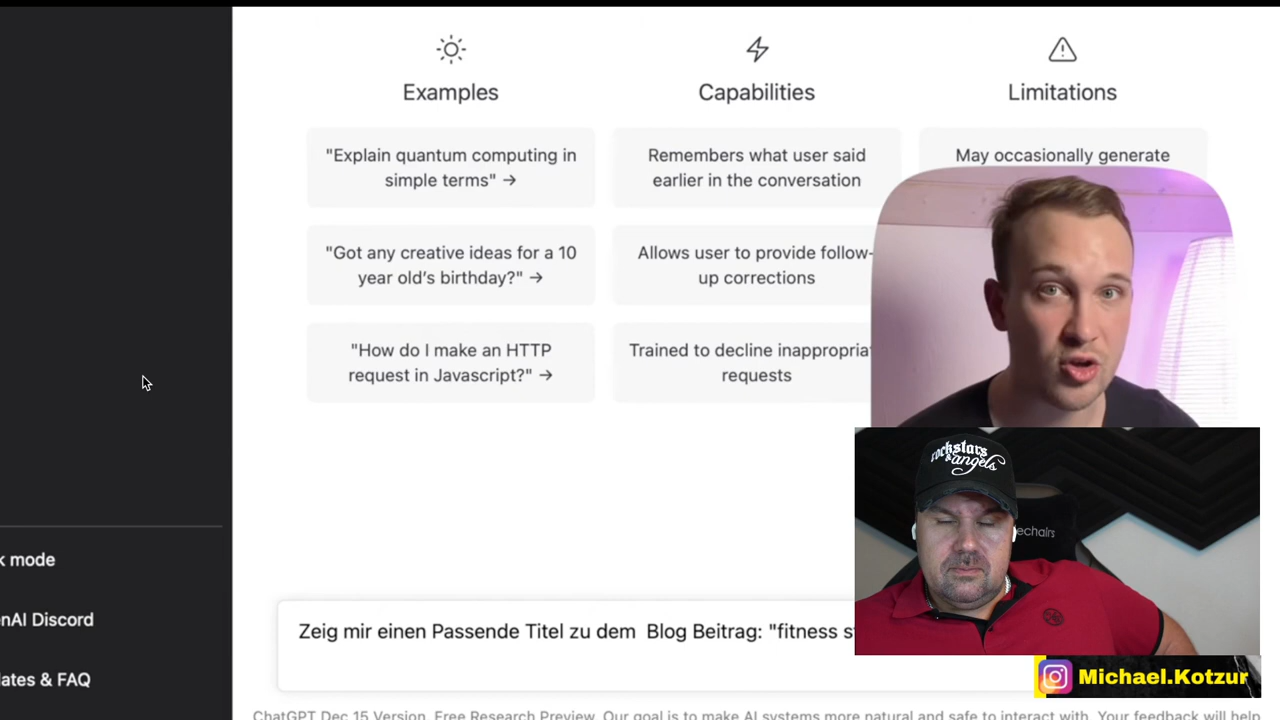 Examples
Capabilities
Limitations
"Explain quantum computing in
simple terms" →
Remembers what user said
earlier in the conversation
May occasionally generate
"Got any creative ideas for a 10
year old's birthday?" →
Allows user to provide follow-
up corrections
"How do I make an HTTP
request in Javascript?" →
Trained to decline inappropriat
requests
rockstars
& angels
echairs
k mode
nAI Discord
ates & FAQ
Zeig mir einen Passende Titel zu dem Blog Beitrag: "fitness s
Michael.Kotzur
ChatGPT Dec 15 Version. Free Research Preview. Our goal is to make AI systems more natural and safe to interact with. Your feedback will help